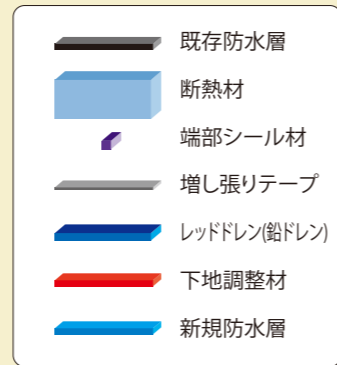 既存防水層
断熱材
端部シール材
増し張りテープ
レッドドレン(鉛ドレン)
下地調整材
新規防水層